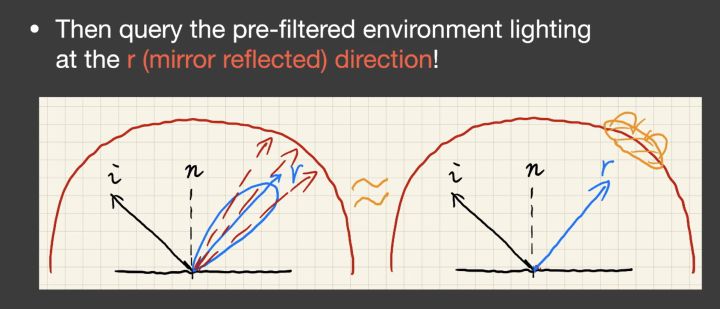 • Then query the pre-filtered environment lighting
at the r (mirror reflected) direction!
i n r ≈ i n r